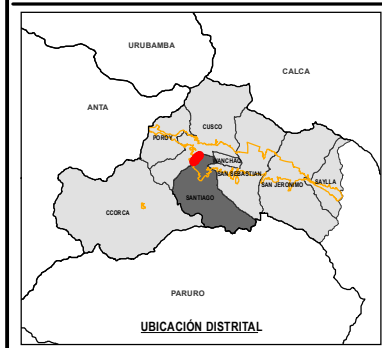 URUBAMBA
CALCA
ANTA
CUSCO
POROY
WANCHAQ
SAN SEBASTIAN
SAN JERONIMO
SAYLLA
SANTIAGO
CCORCA
PARURO
UBICACIÓN DISTRITAL